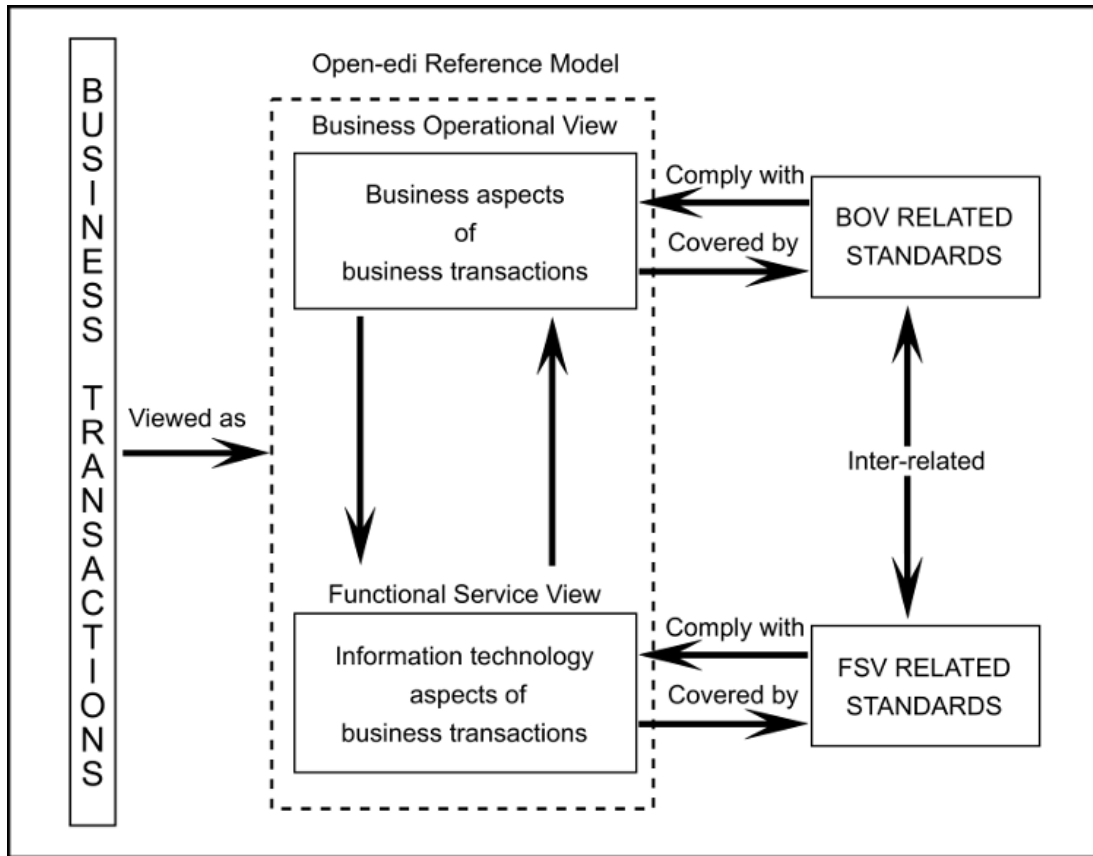 BUSINESS TRANSACTIONS
Open-edi Reference Model
Business Operational View
Business aspects
of
business transactions
Comply with
Covered by
BOV RELATED
STANDARDS
Viewed as
Inter-related
Functional Service View
Information technology
aspects of
business transactions
Comply with
Covered by
FSV RELATED
STANDARDS